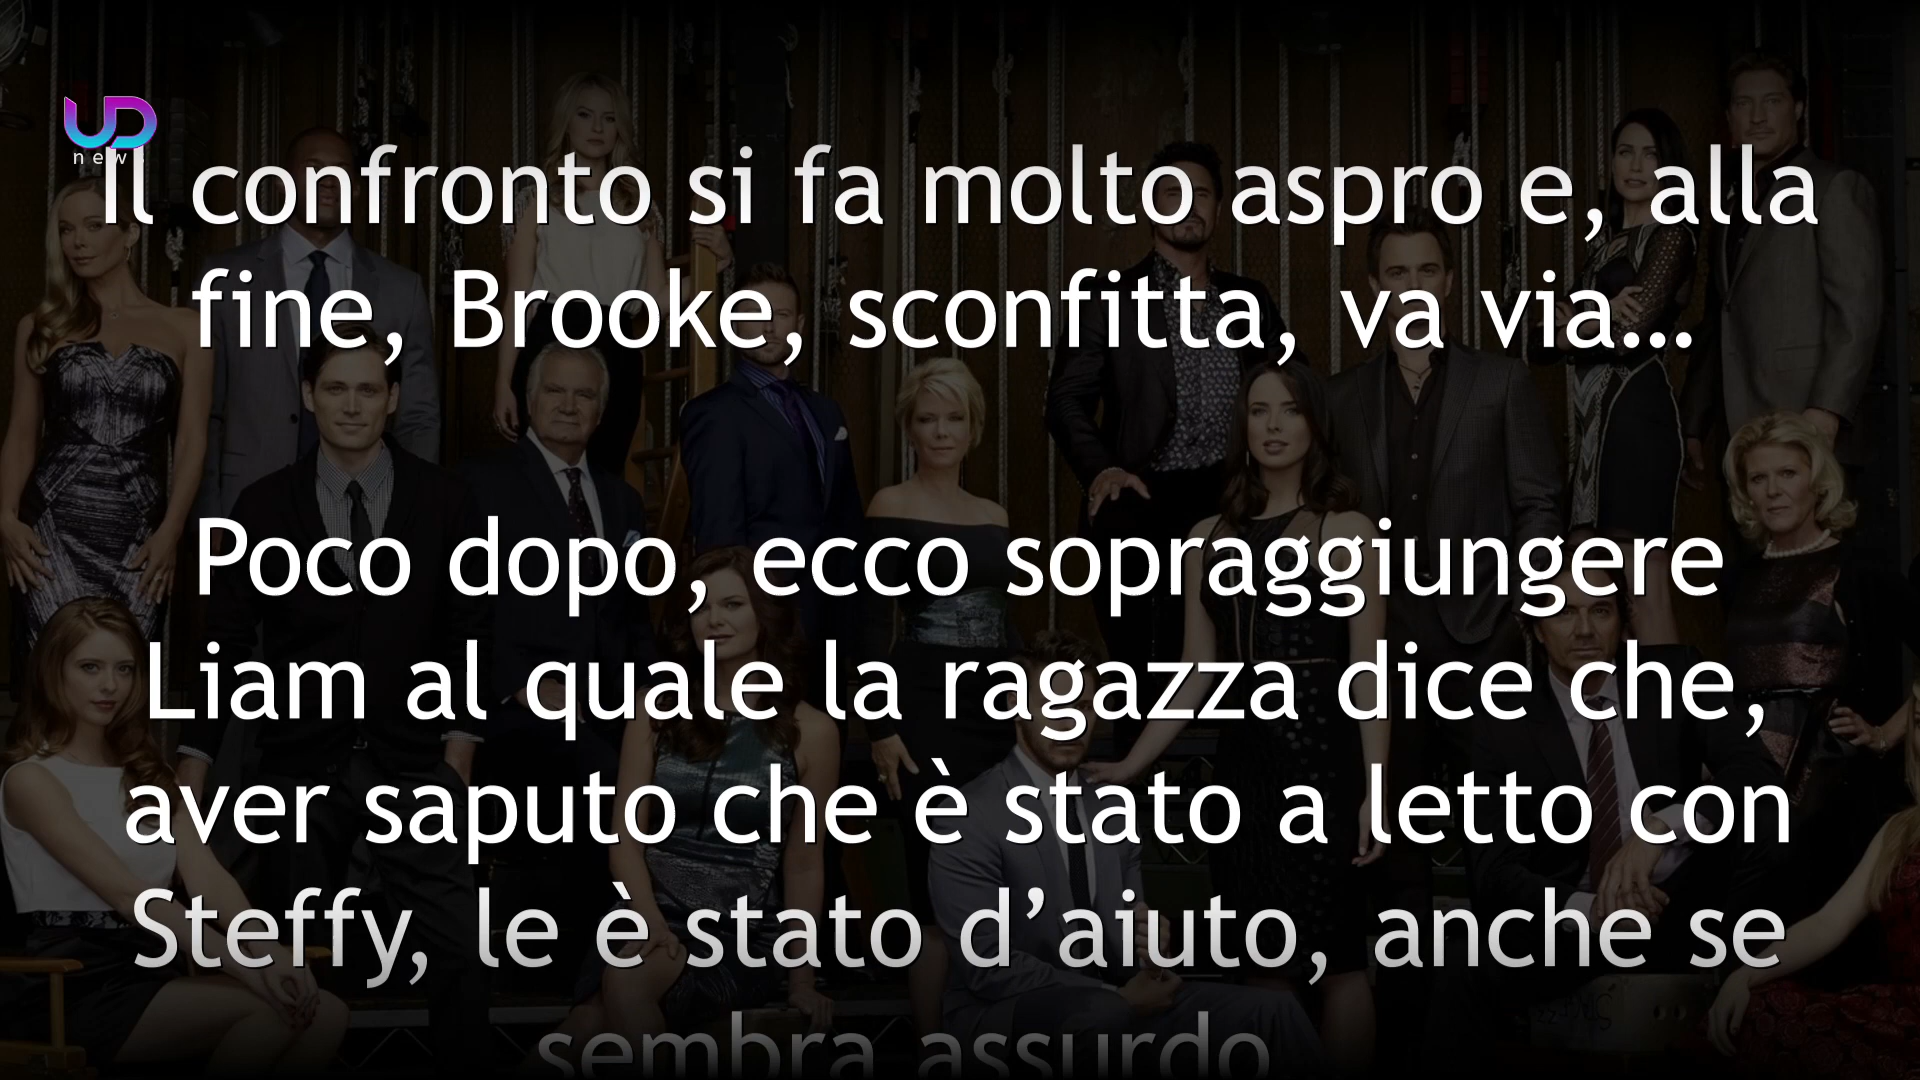 UD
news
Il confronto si fa molto aspro e, alla
fine, Brooke, sconfitta, va via...
Poco dopo, ecco sopraggiungere
Liam al quale la ragazza dice che,
aver saputo che è stato a letto con
Steffy, le è stato d’aiuto, anche se
sembra assurdo